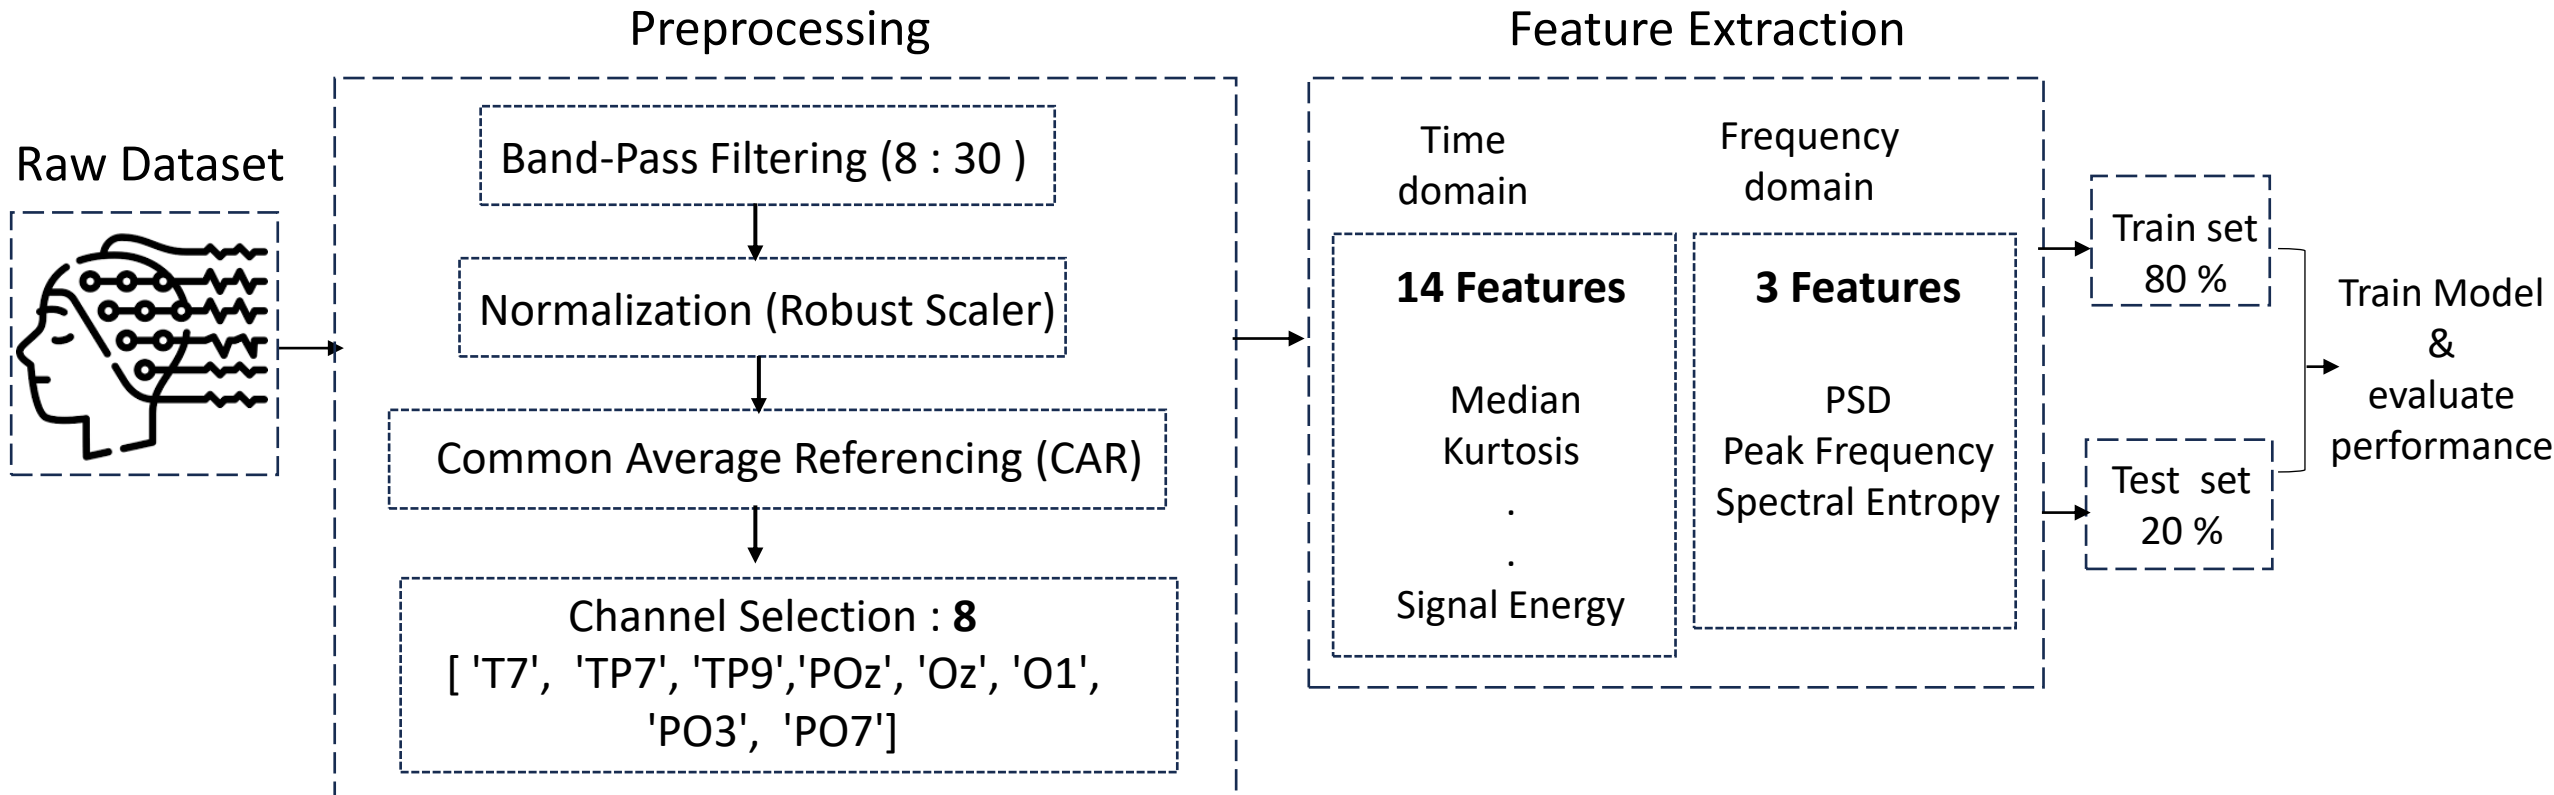 Raw Dataset
Preprocessing
Band-Pass Filtering (8 : 30 )
Normalization (Robust Scaler)
Common Average Referencing (CAR)
Channel Selection : 8
[ 'T7',  'TP7', 'TP9','POz', 'Oz', 'O1',
'PO3',  'PO7']
Feature Extraction
Time
domain
14 Features
Median
Kurtosis
.
.
Signal Energy
Frequency
domain
3 Features
PSD
Peak Frequency
Spectral Entropy
Train set
80 %
Test  set
20 %
Train Model
&
evaluate
performance